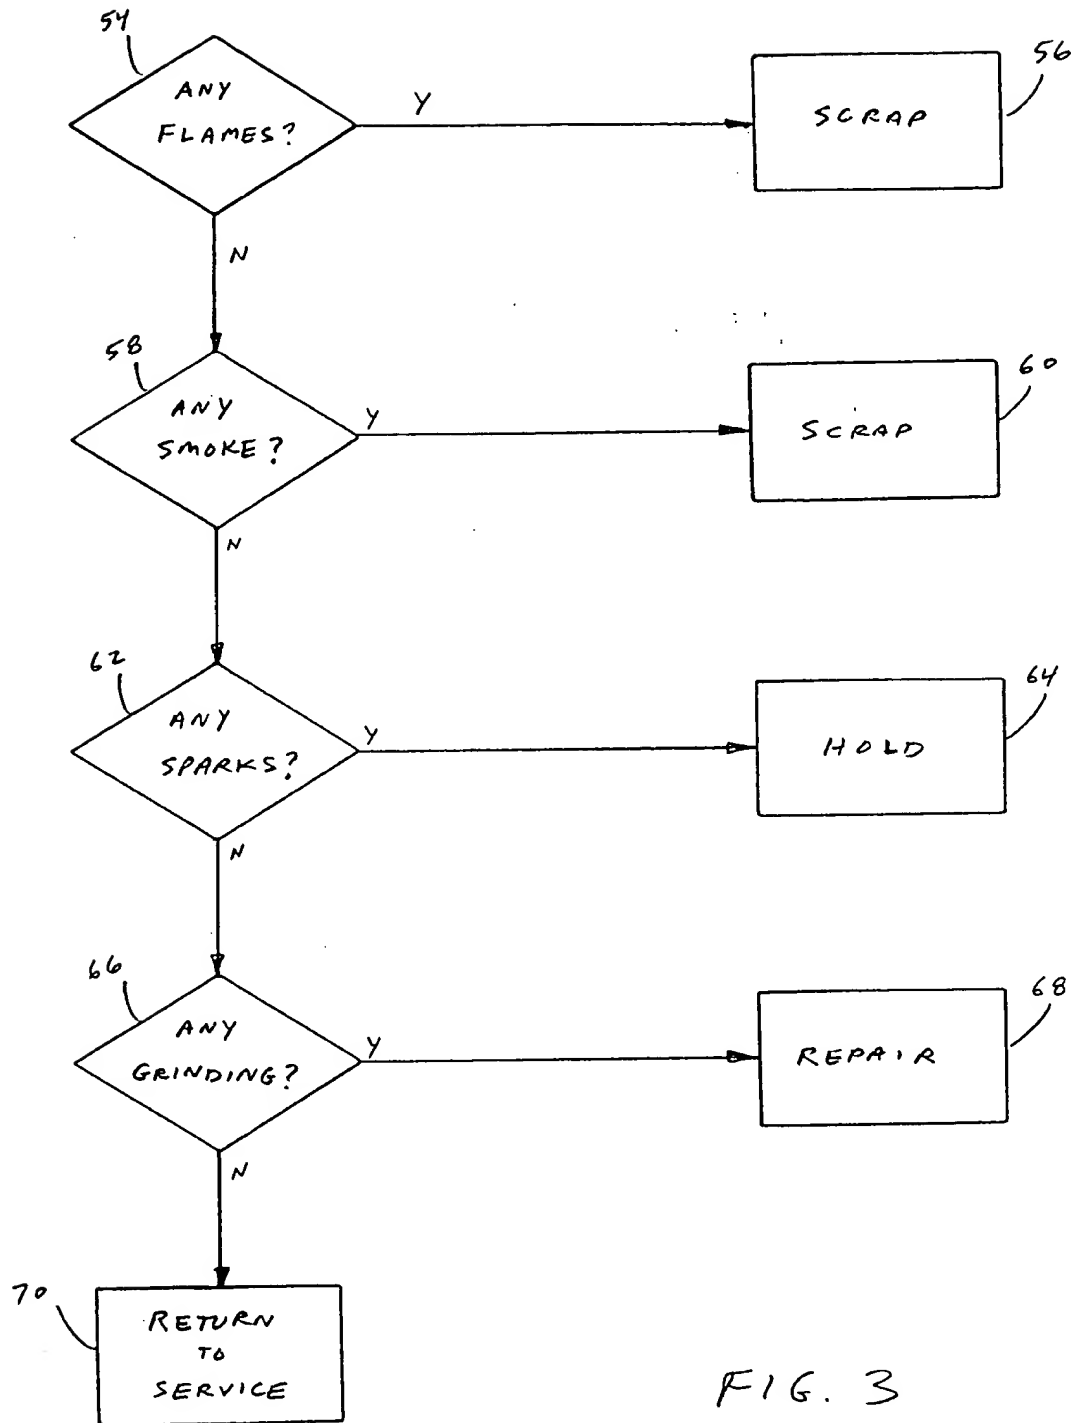 54
ANY
FLAMES?
Y
SCRAP
56
N
58
ANY
SMOKE?
Y
SCRAP
60
N
62
ANY
SPARKS?
Y
HOLD
64
N
66
ANY
GRINDING?
Y
REPAIR
68
N
70
RETURN
TO
SERVICE
FIG. 3